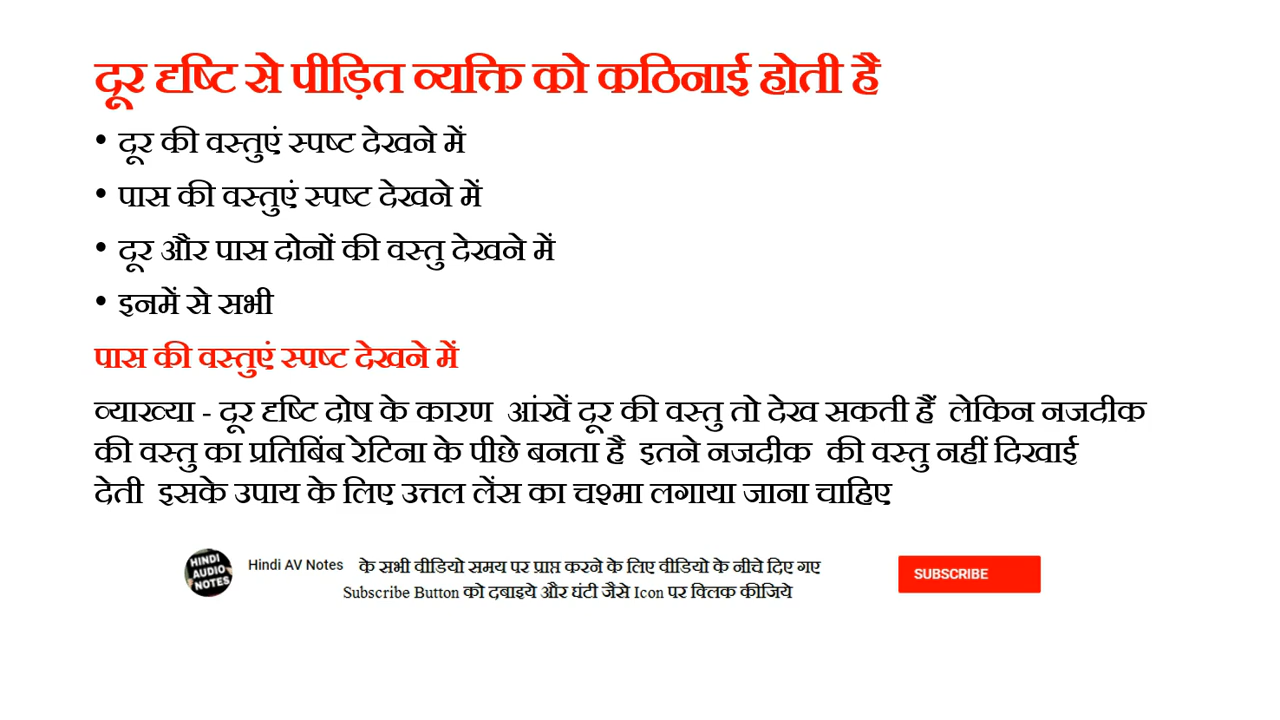 दूर दृष्टि से पीड़ित व्यक्ति को कठिनाई होती है
• दूर की वस्तुएं स्पष्ट देखने में
• पास की वस्तुएं स्पष्ट देखने में
• दूर और पास दोनों की वस्तु देखने में
• इनमें से सभी
पास की वस्तुएं स्पष्ट देखने में
व्याख्या - दूर दृष्टि दोष के कारण आंखें दूर की वस्तु तो देख सकती हैं लेकिन नजदीक
की वस्तु का प्रतिबिंब रेटिना के पीछे बनता है इतने नजदीक की वस्तु नहीं दिखाई
देती इसके उपाय के लिए उत्तल लेंस का चश्मा लगाया जाना चाहिए
HINDI
AUDIO
NOTES
Hindi AV Notes के सभी वीडियो समय पर प्राप्त करने के लिए वीडियो के नीचे दिए गए
Subscribe Button को दबाइये और घंटी जैसे Icon पर क्लिक कीजिये
SUBSCRIBE